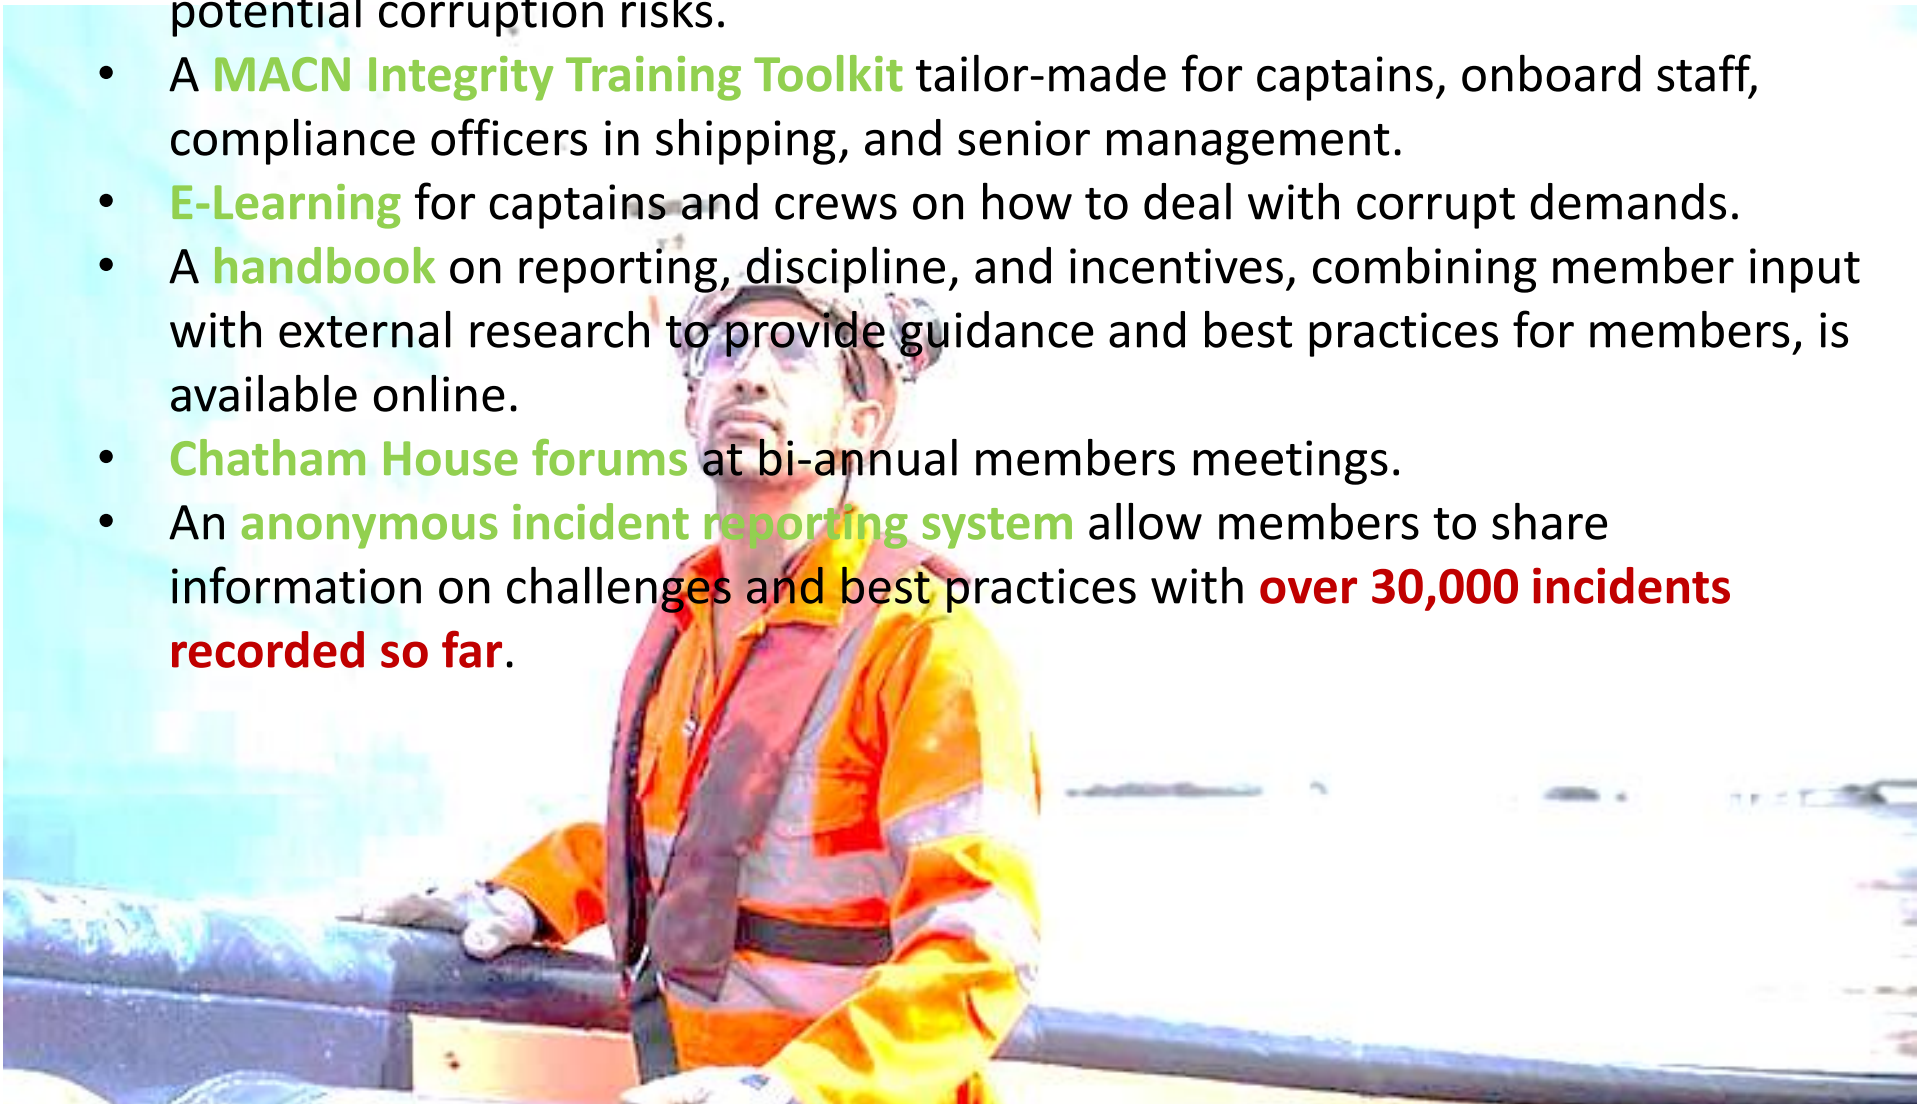 potential corruption risks.
• A MACN Integrity Training Toolkit tailor-made for captains, onboard staff,
compliance officers in shipping, and senior management.
• E-Learning for captains and crews on how to deal with corrupt demands.
• A handbook on reporting, discipline, and incentives, combining member input
with external research to provide guidance and best practices for members, is
available online.
• Chatham House forums at bi-annual members meetings.
• An anonymous incident reporting system allow members to share
information on challenges and best practices with over 30,000 incidents
recorded so far.